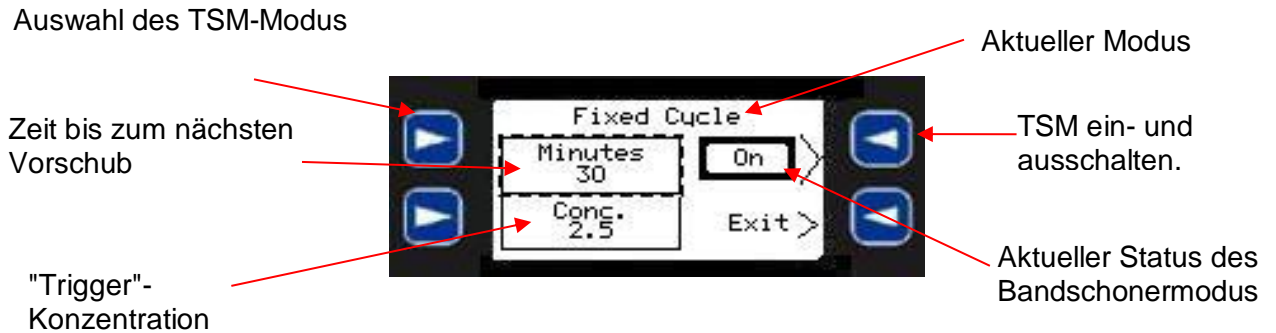 Auswahl des TSM-Modus
Aktueller Modus
Zeit bis zum nächsten
Vorschub
Fixed Cycle
Minutes
30
On
TSM ein- und
ausschalten.
Conc.
2.5
Exit
"Trigger"-
Konzentration
Aktueller Status des
Bandschonermodus